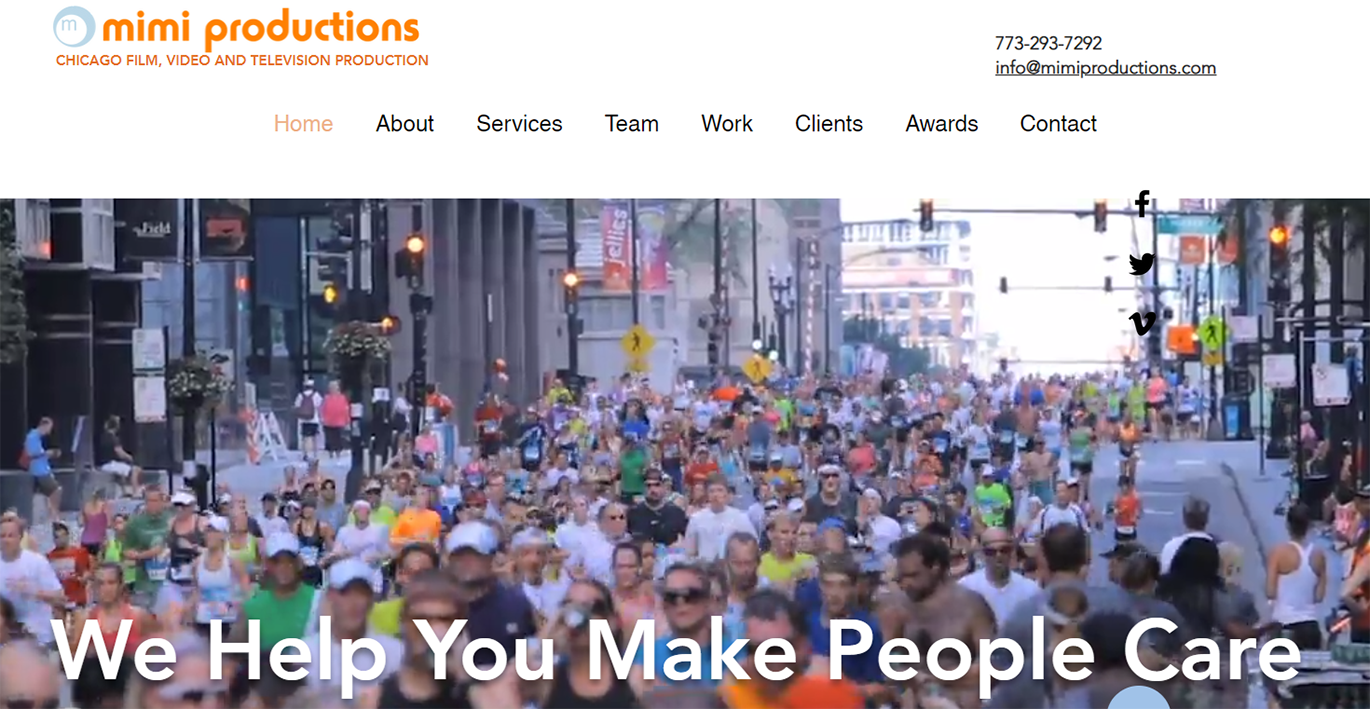 m mimi productions
CHICAGO FILM, VIDEO AND TELEVISION PRODUCTION
773-293-7292
info@mimiproductions.com
Home About Services Team Work Clients Awards Contact
Field
jellies
We Help You Make People Care